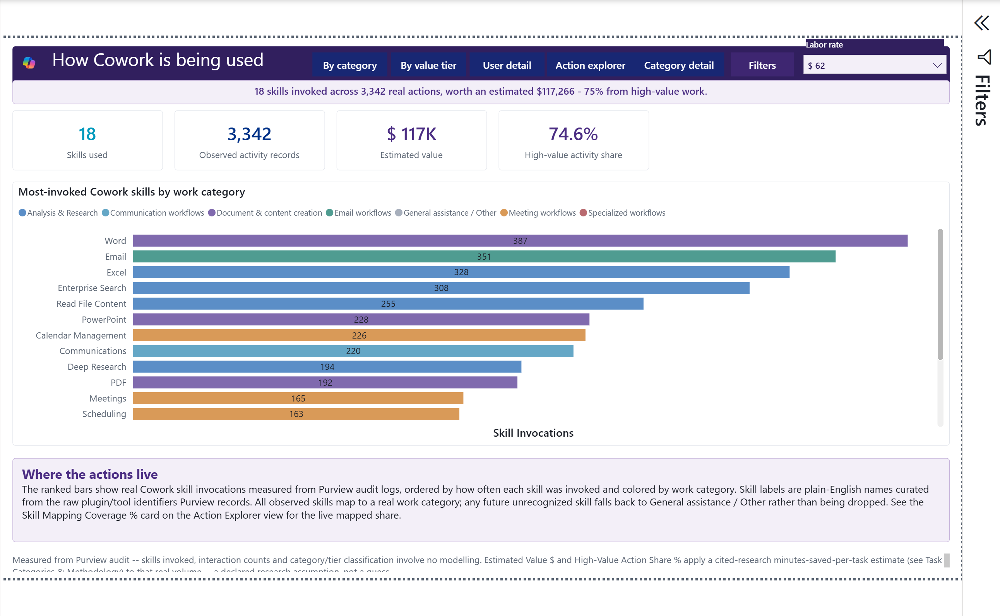 Labor rate
How Cowork is being used
By category
By value tier
User detail
Action explorer
Category detail
Filters
$ 62
18 skills invoked across 3,342 real actions, worth an estimated $117,266 - 75% from high-value work.
18
Skills used
3,342
Observed activity records
$ 117K
Estimated value
74.6%
High-value activity share
Most-invoked Cowork skills by work category
Analysis & Research
Communication workflows
Document & content creation
Email workflows
General assistance / Other
Meeting workflows
Specialized workflows
Word 387
Email 351
Excel 328
Enterprise Search 308
Read File Content 255
PowerPoint 228
Calendar Management 226
Communications 220
Deep Research 194
PDF 192
Meetings 165
Scheduling 163
Skill Invocations
Where the actions live
The ranked bars show real Cowork skill invocations measured from Purview audit logs, ordered by how often each skill was invoked and colored by work category. Skill labels are plain-English names curated
from the raw plugin/tool identifiers Purview records. All observed skills map to a real work category; any future unrecognized skill falls back to General assistance / Other rather than being dropped. See the
Skill Mapping Coverage % card on the Action Explorer view for the live mapped share.
Measured from Purview audit -- skills invoked, interaction counts and category/tier classification involve no modelling. Estimated Value $ and High-Value Action Share % apply a cited-research minutes-saved-per-task estimate (see Task
Categories & Methodology) to that real volume -- a declared research assumption, not a guess.
Filters